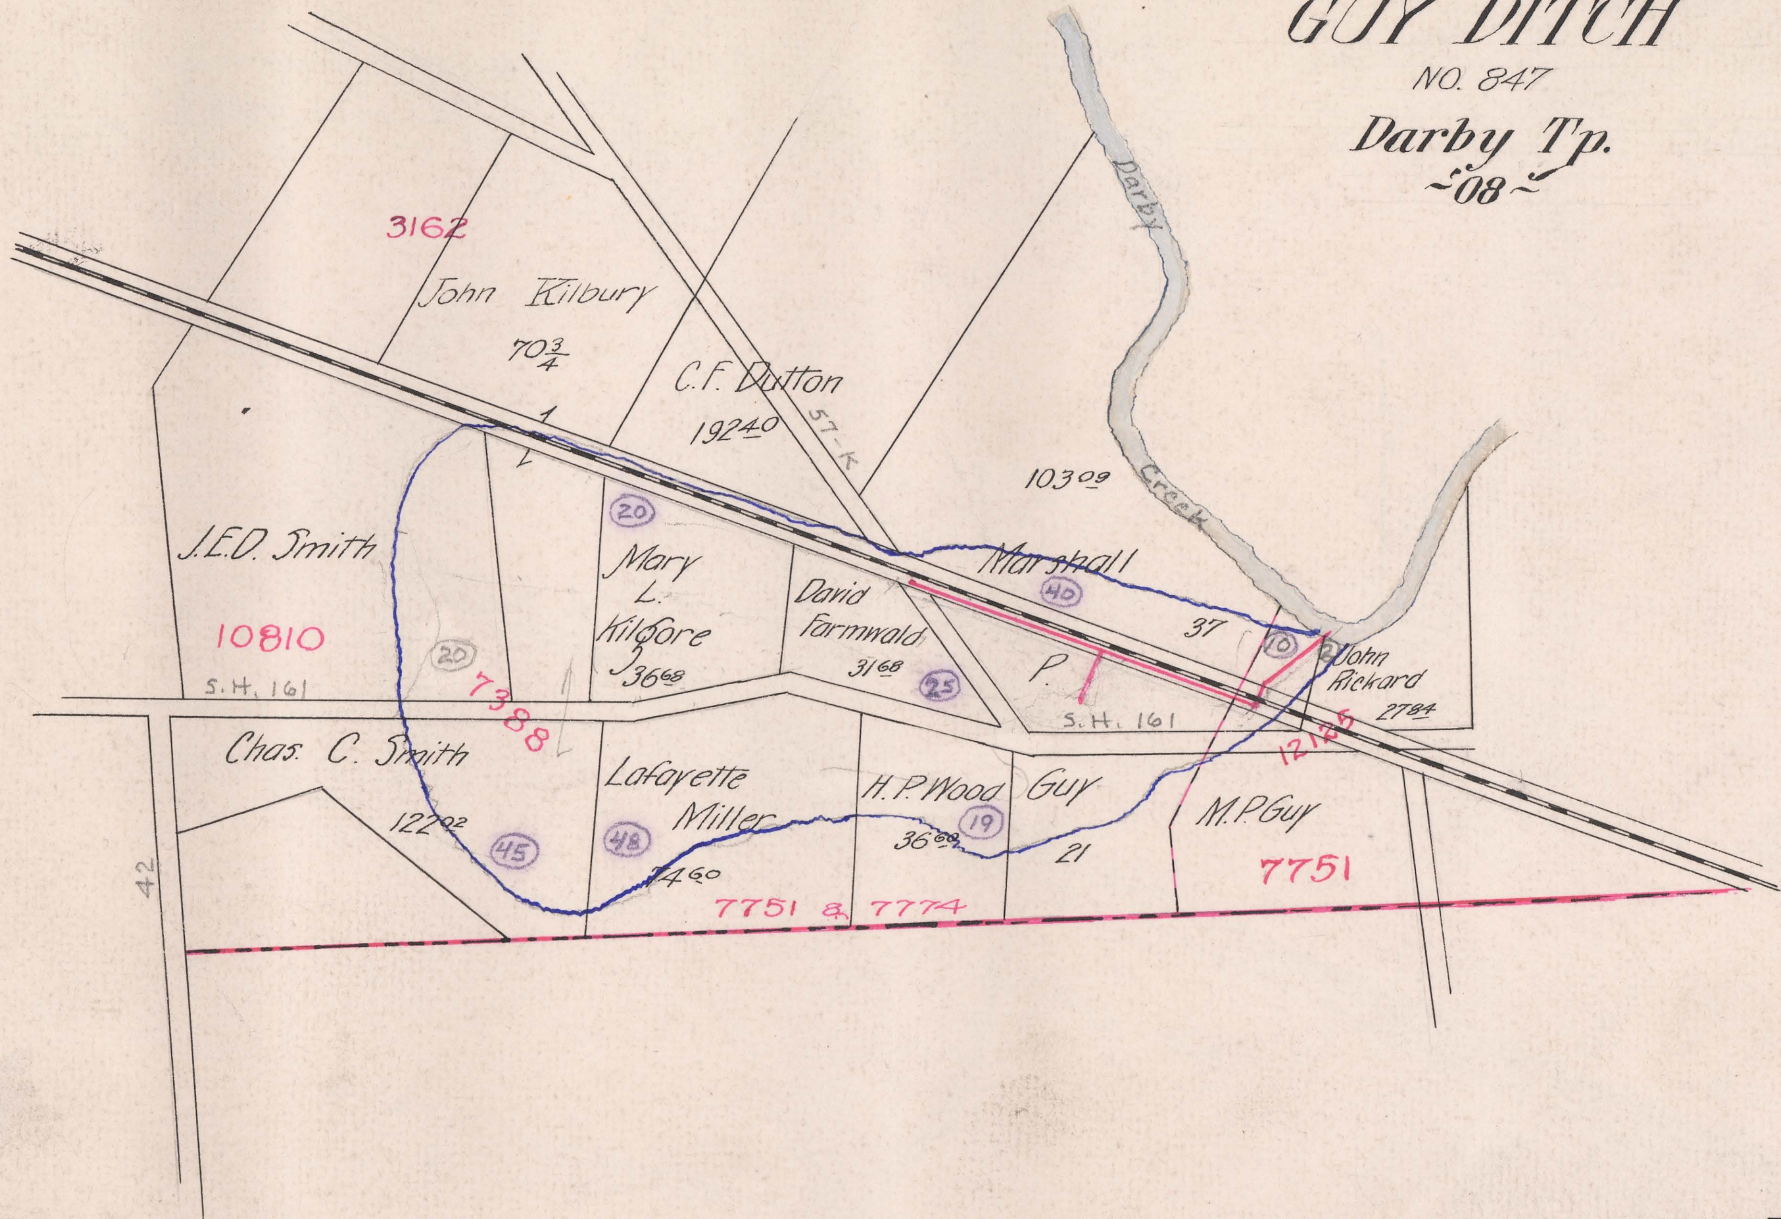 GUY DITCH
NO. 847
Darby Tp.
~'08~
3162
John Kilbury
70 3/4
C.F. Dutton
192 40
57-K
Darby
Creek
103 09
J.E.D. Smith
10810
S.H. 161
20
7388
20
Mary
L.
Kilgore
36 68
David
Farmwald
31 68
25
Marshall
40
37
P.
S.H. 161
10
2
John
Rickard
27 84
12125
Chas. C. Smith
122 02
45
Lafayette
Miller
48
74 60
H.P. Wood
19
36 60
Guy
21
M.P. Guy
7751
7751 & 7774
42